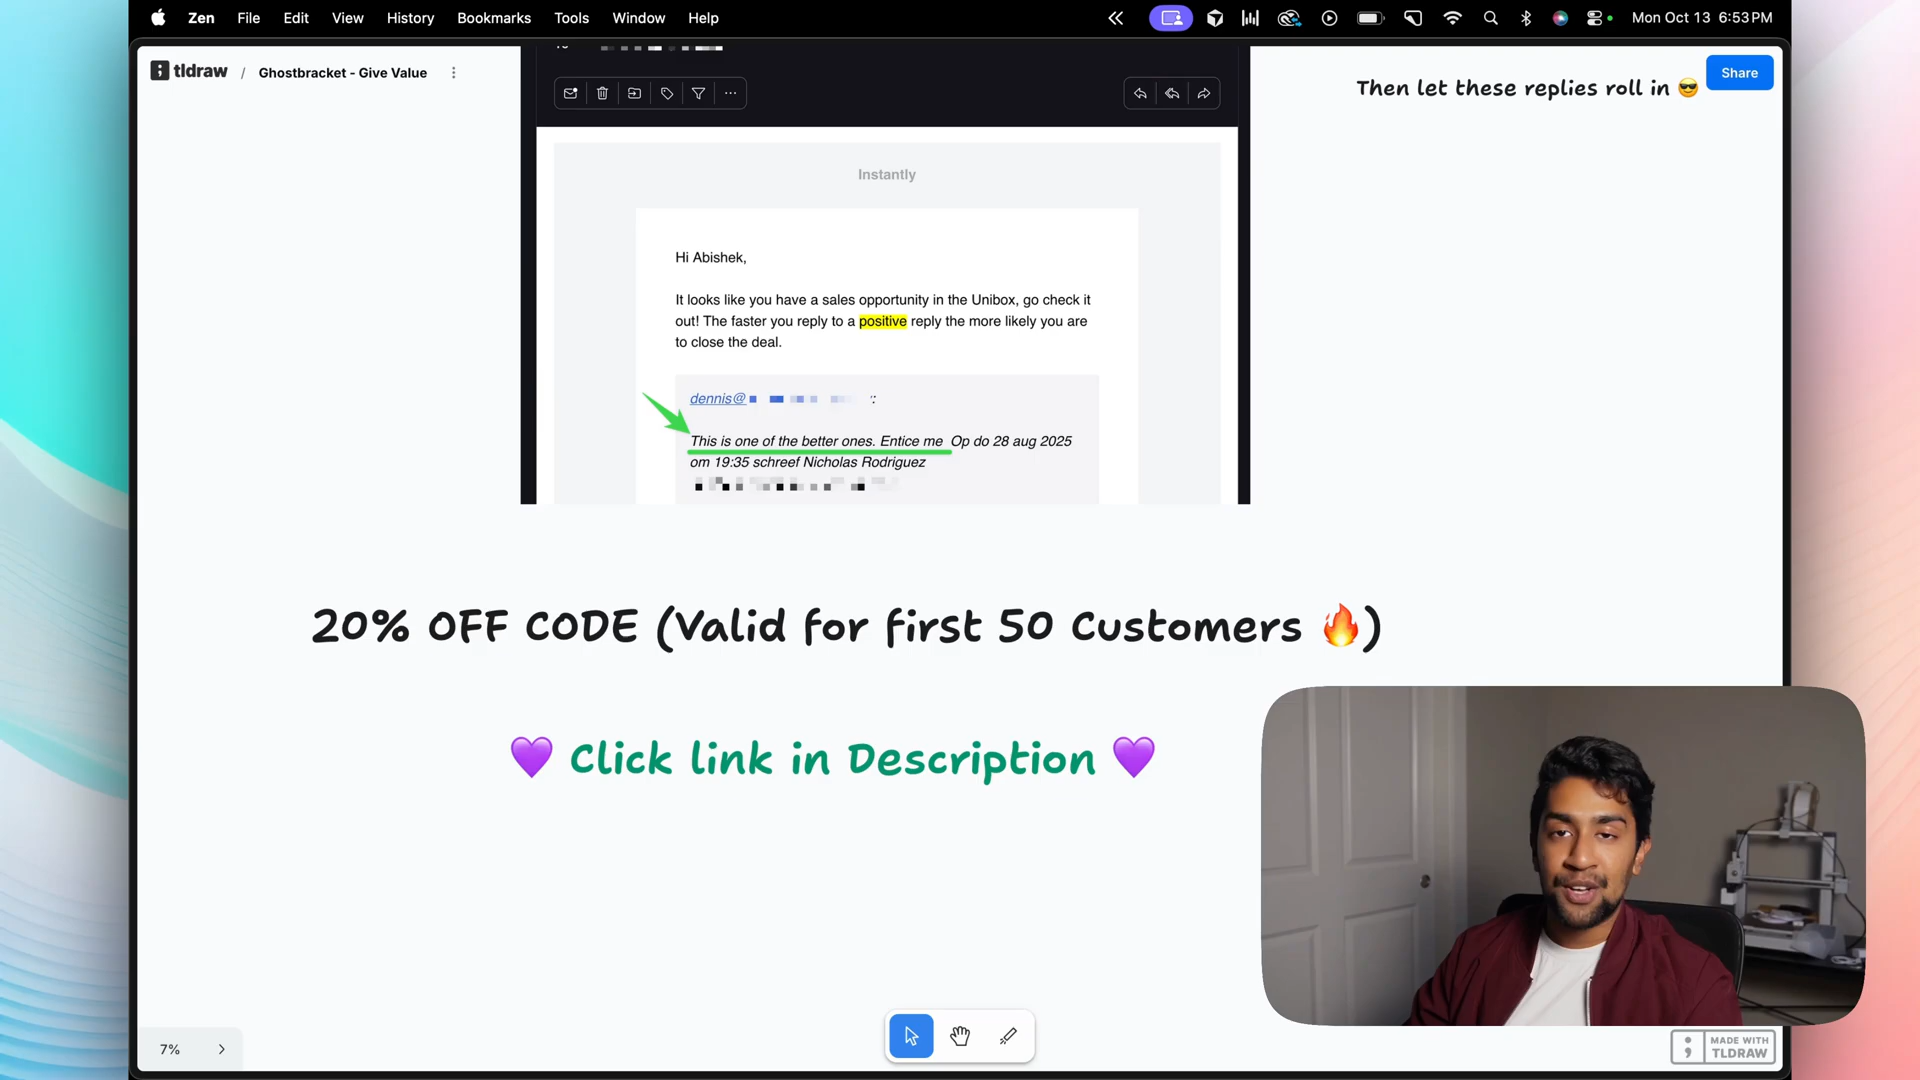 Zen File Edit View History Bookmarks Tools Window Help
Mon Oct 13 6:53PM
tldraw / Ghostbracket - Give Value
Then let these replies roll in 😎
Share
Instantly
Hi Abishek,
It looks like you have a sales opportunity in the Unibox, go check it
out! The faster you reply to a positive reply the more likely you are
to close the deal.
dennis@
:
This is one of the better ones. Entice me Op do 28 aug 2025
om 19:35 schreef Nicholas Rodriguez
20% OFF CODE (Valid for first 50 Customers 🔥)
💜 Click link in Description 💜
7%
MADE WITH
TLDRAW